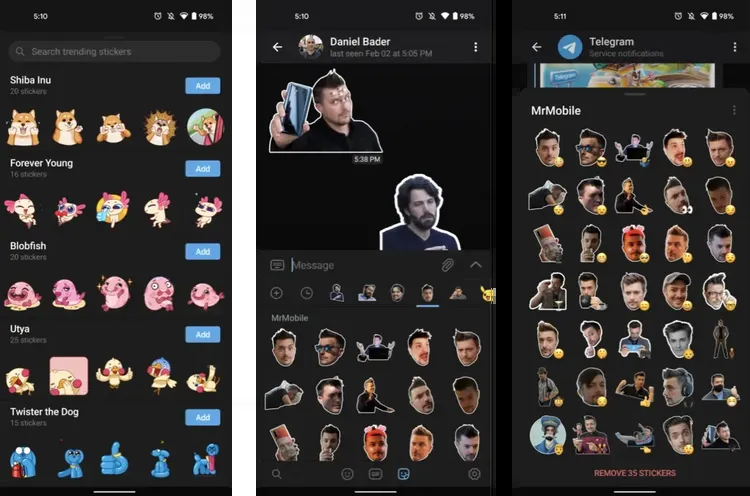 5:10
98%
Search trending stickers
Shiba Inu
20 stickers
Add
Forever Young
16 stickers
Add
Blobfish
20 stickers
Add
Utya
25 stickers
Add
Twister the Dog
15 stickers
Add
5:10
98%
Daniel Bader
last seen Feb 02 at 5:05 PM
5:38 PM
Message
MrMobile
GIF
5:11
98%
Telegram
Service notifications
Telegram
MrMobile
REMOVE 35 STICKERS